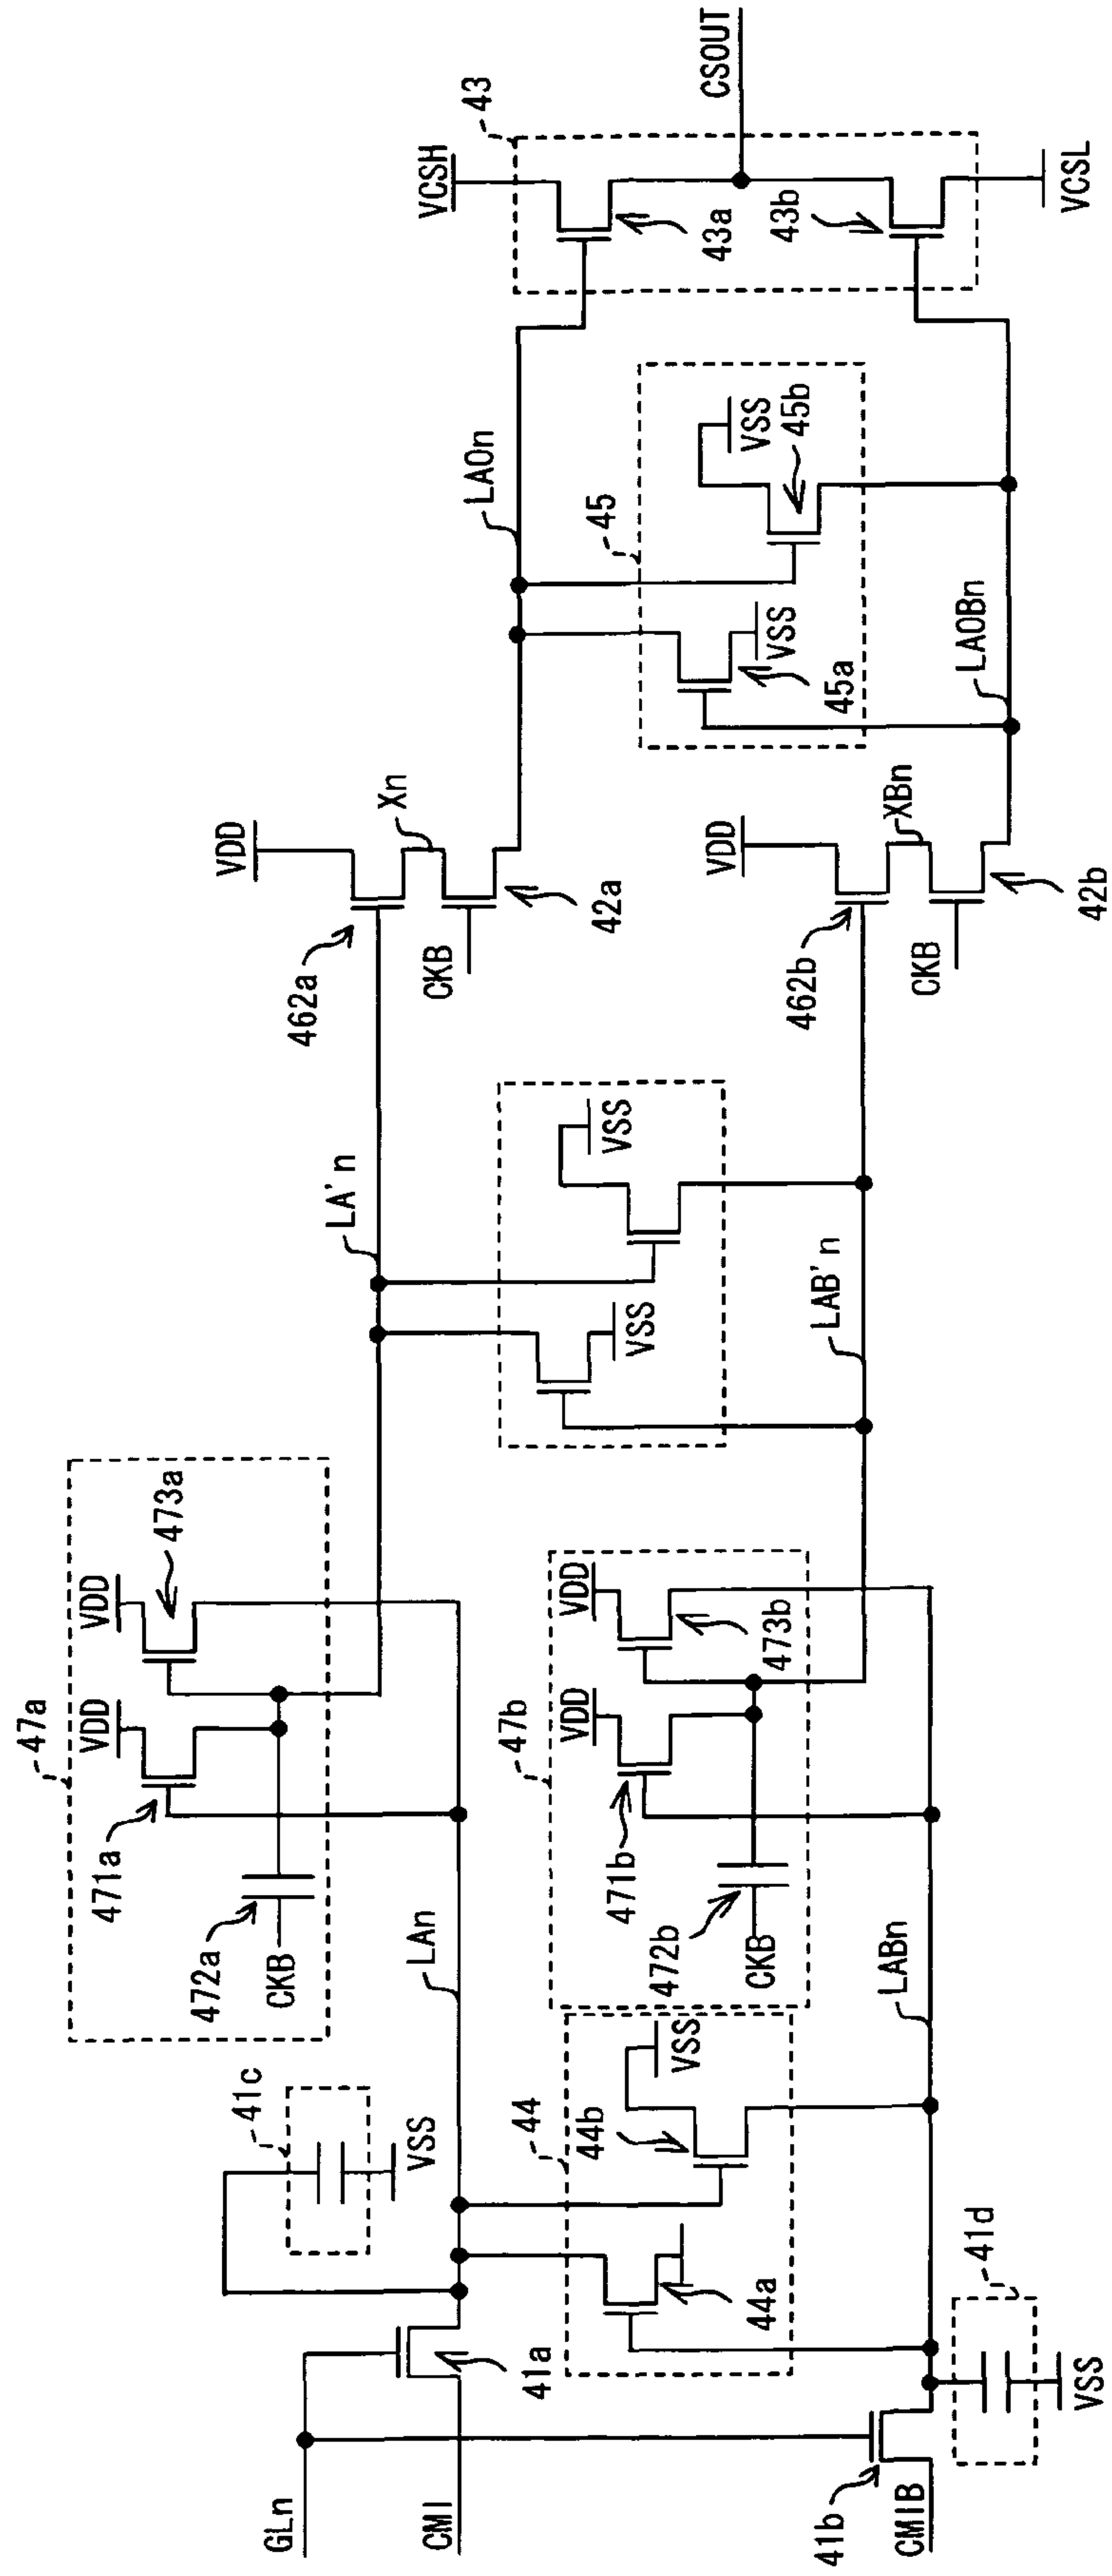 GLn
CMI
CMIB
41a
41b
41c
VSS
41d
VSS
44
44a
44b
VSS
LAn
LABn
47a
471a
472a
CKB
VDD
VDD
473a
47b
471b
472b
CKB
VDD
VDD
473b
LA'n
LAB'n
VSS
VSS
462a
VDD
Xn
CKB
42a
462b
VDD
XBn
CKB
42b
LAOn
LAOBn
45
45a
VSS
45b
VSS
43
VCSH
43a
43b
VCSL
CSOUT